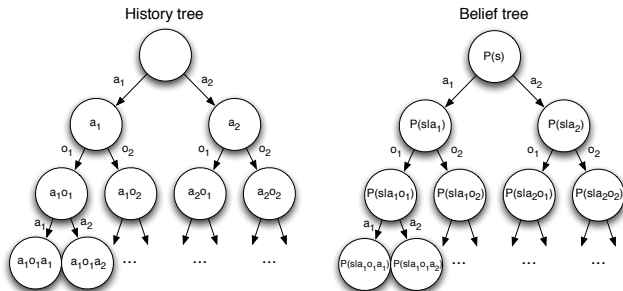 History tree Belief tree
P(s)
a₁ a₂ a₁ a₂
a₁ a₂ P(s|a₁) P(s|a₂)
o₁ o₂ o₁ o₂ o₁ o₂ o₁ o₂
a₁o₁ a₁o₂ a₂o₁ a₂o₂ P(s|a₁o₁) P(s|a₁o₂) P(s|a₂o₁) P(s|a₂o₂)
a₁ a₂ a₁ a₂
a₁o₁a₁ a₁o₁a₂ ... ... ... P(s|a₁o₁a₁) P(s|a₁o₁a₂) ... ... ...